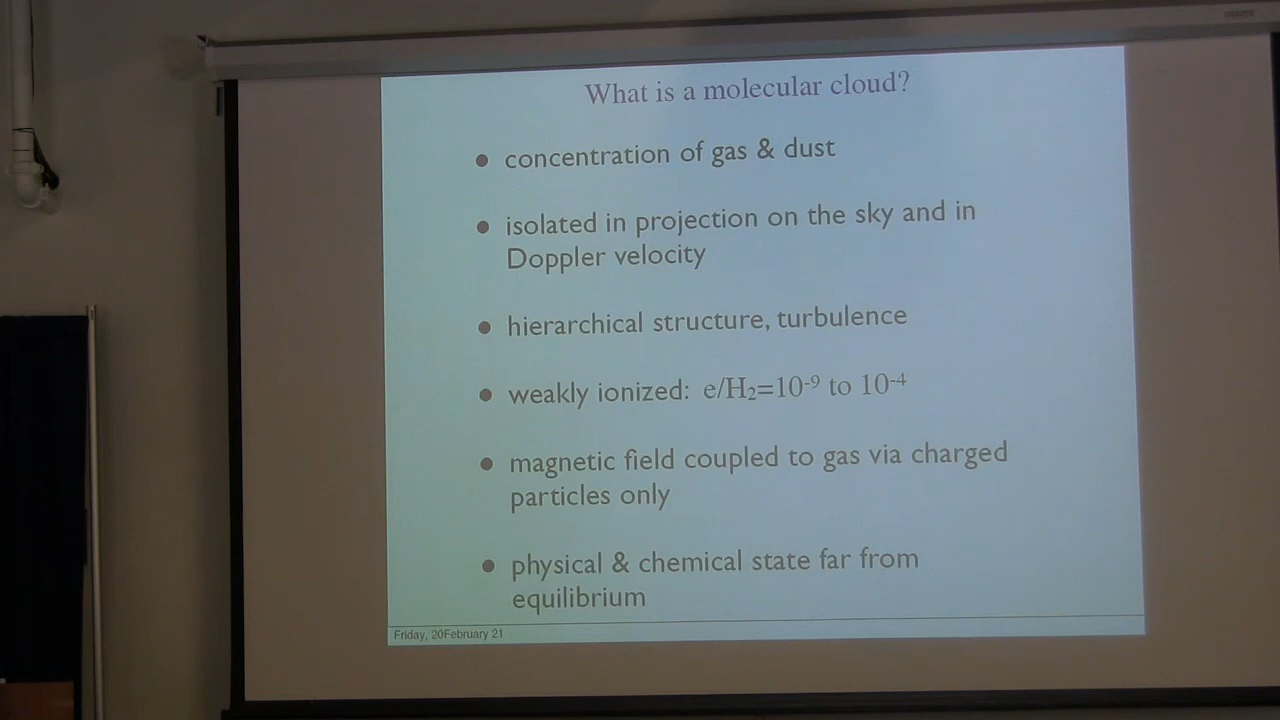 What is a molecular cloud?
● concentration of gas & dust
● isolated in projection on the sky and in
Doppler velocity
● hierarchical structure, turbulence
● weakly ionized: e/H₂=10⁻⁹ to 10⁻⁴
● magnetic field coupled to gas via charged
particles only
● physical & chemical state far from
equilibrium
Friday, 20February 21